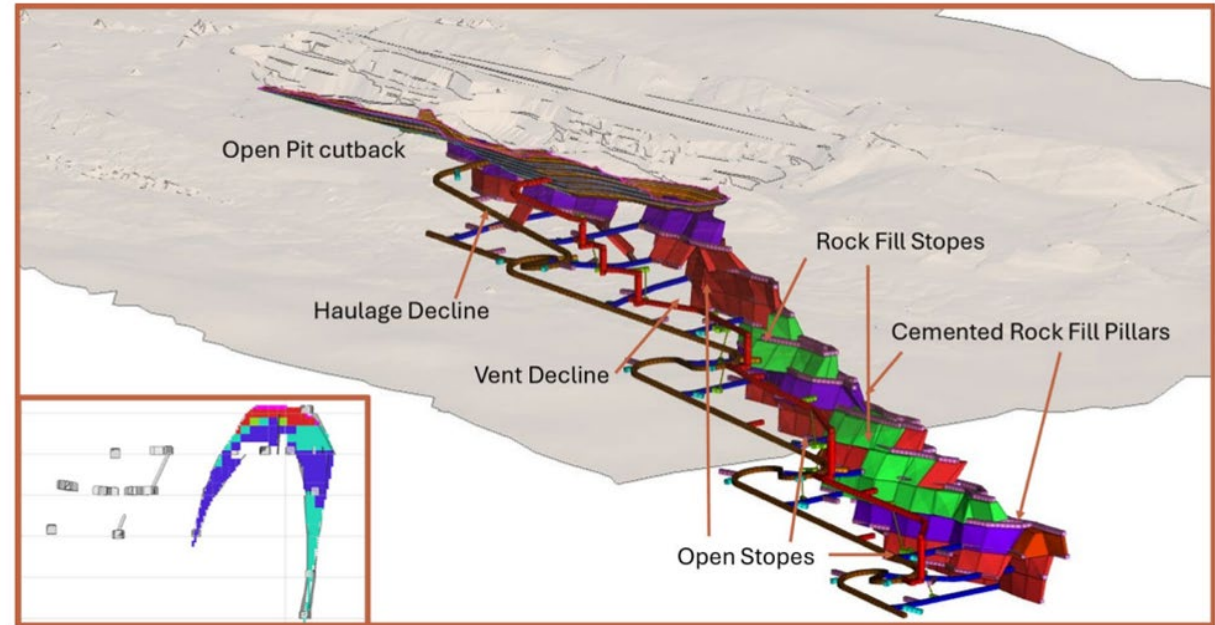 Open Pit cutback
Rock Fill Stopes
Haulage Decline
Cemented Rock Fill Pillars
Vent Decline
Open Stopes